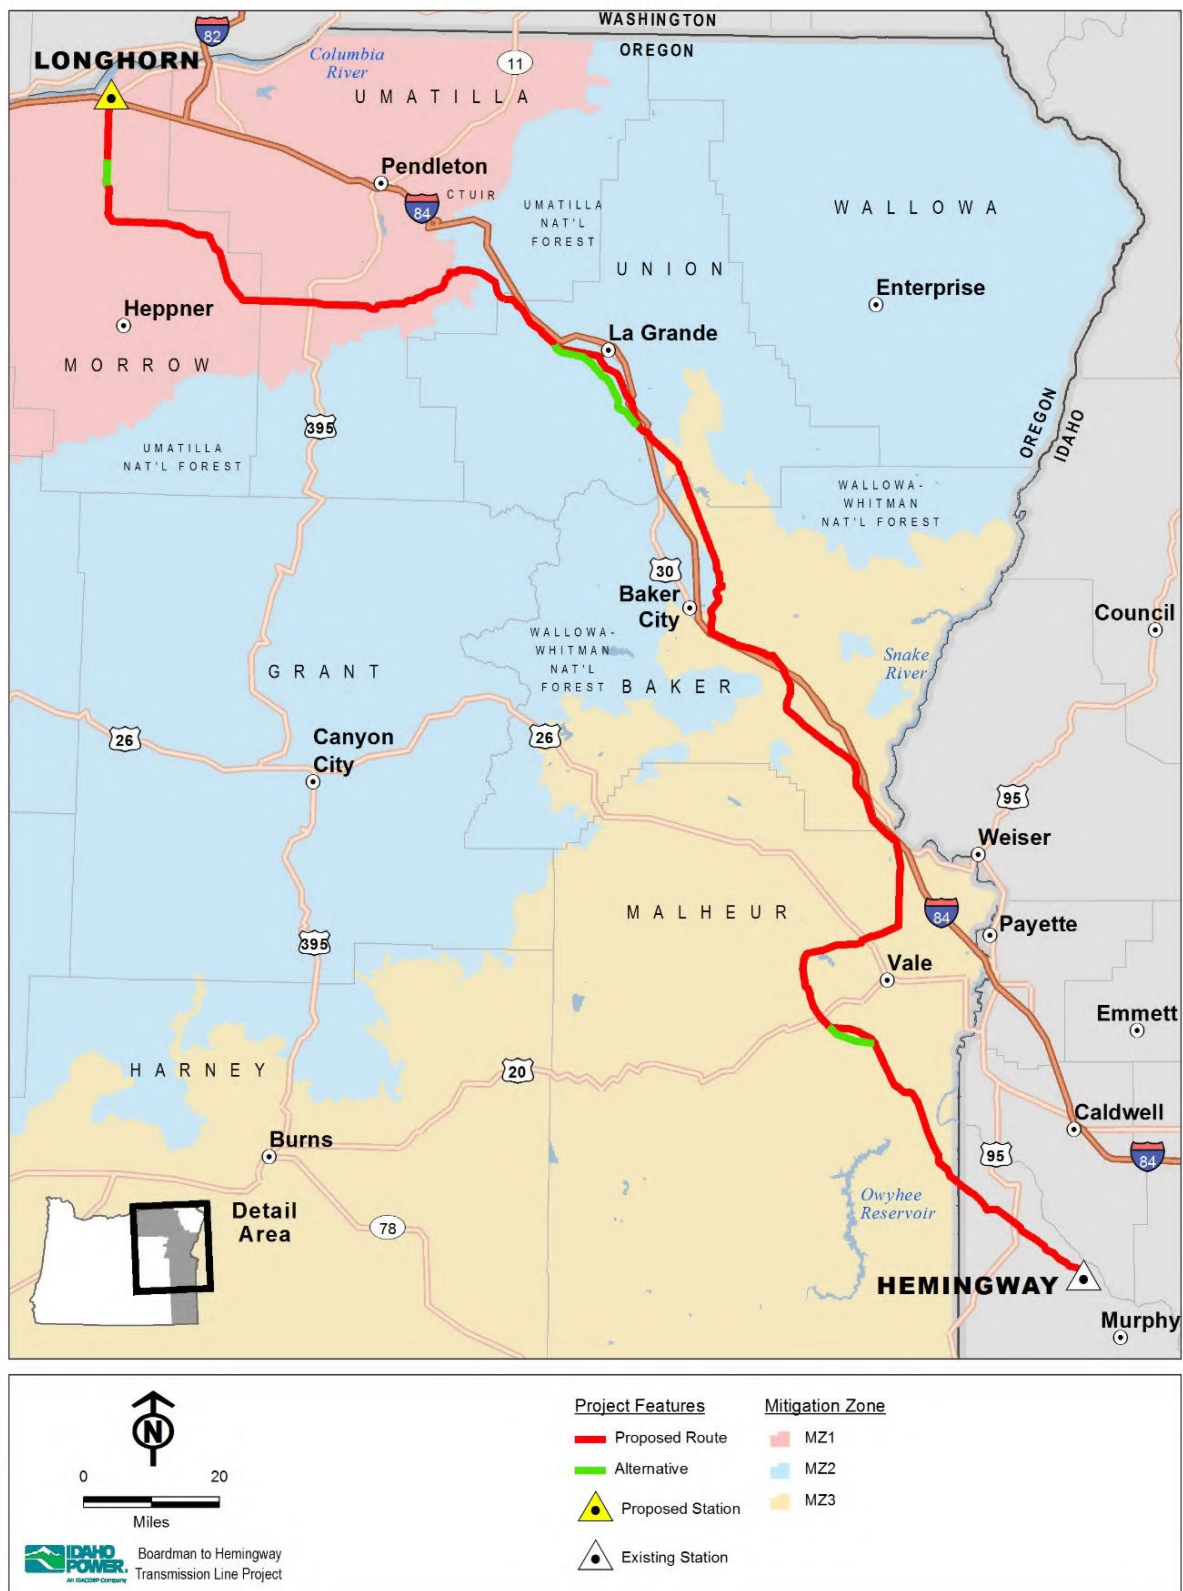 WASHINGTON
OREGON
82
LONGHORN
Columbia
River
11
UMATILLA
Pendleton
CTUIR
84
UMATILLA
NAT'L
FOREST
WALLOWA
UNION
Enterprise
Heppner
La Grande
MORROW
OREGON
IDAHO
395
UMATILLA
NAT'L FOREST
WALLOWA-
WHITMAN
NAT'L FOREST
30
Baker
City
Council
WALLOWA-
WHITMAN
NAT'L
FOREST
BAKER
Snake
River
GRANT
26
Canyon
City
26
95
Weiser
MALHEUR
84
Payette
395
Vale
Emmett
HARNEY
20
Caldwell
Burns
95
84
Detail
Area
78
Owyhee
Reservoir
HEMINGWAY
Murphy
N
0 20
Miles
IDAHO
POWER.
An IDACORP Company
Boardman to Hemingway
Transmission Line Project
Project Features
Proposed Route
Alternative
Proposed Station
Existing Station
Mitigation Zone
MZ1
MZ2
MZ3